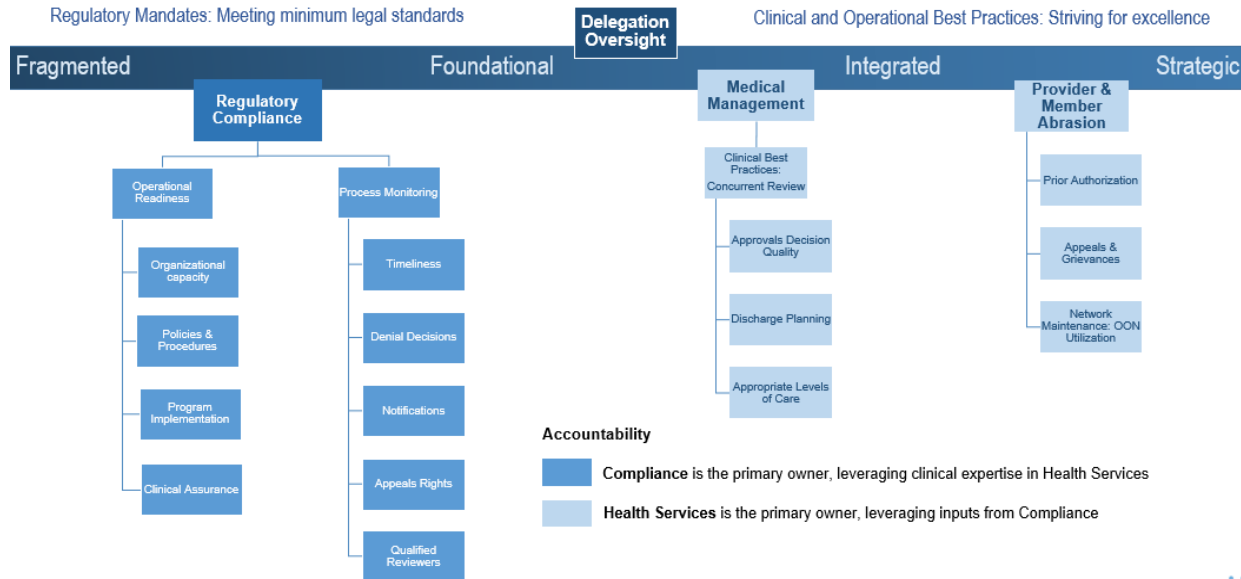 Regulatory Mandates: Meeting minimum legal standards
Delegation
Oversight
Clinical and Operational Best Practices: Striving for excellence
Fragmented
Foundational
Integrated
Strategic
Regulatory
Compliance
Operational
Readiness
Organizational
capacity
Policies &
Procedures
Program
Implementation
Clinical Assurance
Process Monitoring
Timeliness
Denial Decisions
Notifications
Appeals Rights
Qualified
Reviewers
Medical
Management
Clinical Best
Practices:
Concurrent Review
Approvals Decision
Quality
Discharge Planning
Appropriate Levels
of Care
Provider &
Member
Abrasion
Prior Authorization
Appeals &
Grievances
Network
Maintenance: OON
Utilization
Accountability
Compliance is the primary owner, leveraging clinical expertise in Health Services
Health Services is the primary owner, leveraging inputs from Compliance